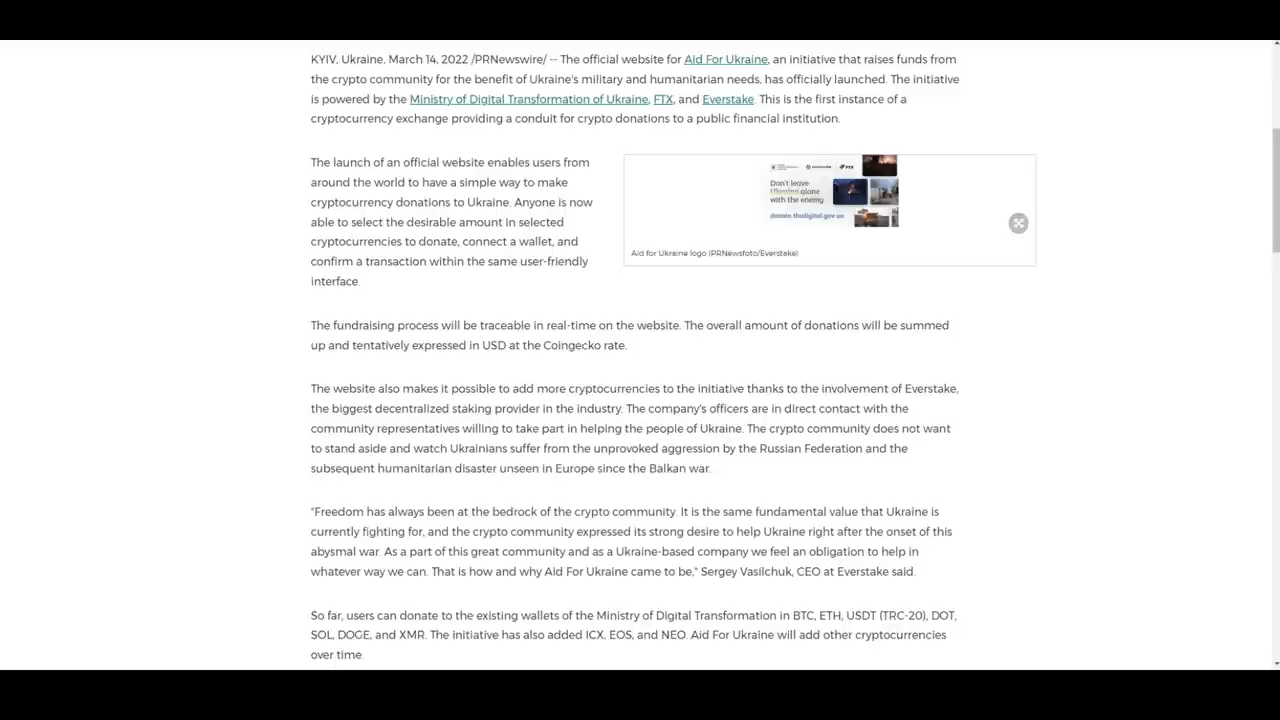 KYIV, Ukraine, March 14, 2022 /PRNewswire/ -- The official website for Aid For Ukraine, an initiative that raises funds from
the crypto community for the benefit of Ukraine's military and humanitarian needs, has officially launched. The initiative
is powered by the Ministry of Digital Transformation of Ukraine, FTX, and Everstake. This is the first instance of a
cryptocurrency exchange providing a conduit for crypto donations to a public financial institution.
The launch of an official website enables users from
around the world to have a simple way to make
cryptocurrency donations to Ukraine. Anyone is now
able to select the desirable amount in selected
cryptocurrencies to donate, connect a wallet, and
confirm a transaction within the same user-friendly
interface.
FTX
Don't leave
Ukraine alone
with the enemy
donate.thedigital.gov.ua
Aid for Ukraine logo (PRNewsfoto/Everstake)
The fundraising process will be traceable in real-time on the website. The overall amount of donations will be summed
up and tentatively expressed in USD at the Coingecko rate.
The website also makes it possible to add more cryptocurrencies to the initiative thanks to the involvement of Everstake,
the biggest decentralized staking provider in the industry. The company's officers are in direct contact with the
community representatives willing to take part in helping the people of Ukraine. The crypto community does not want
to stand aside and watch Ukrainians suffer from the unprovoked aggression by the Russian Federation and the
subsequent humanitarian disaster unseen in Europe since the Balkan war.
"Freedom has always been at the bedrock of the crypto community. It is the same fundamental value that Ukraine is
currently fighting for, and the crypto community expressed its strong desire to help Ukraine right after the onset of this
abysmal war. As a part of this great community and as a Ukraine-based company we feel an obligation to help in
whatever way we can. That is how and why Aid For Ukraine came to be," Sergey Vasilchuk, CEO at Everstake said.
So far, users can donate to the existing wallets of the Ministry of Digital Transformation in BTC, ETH, USDT (TRC-20), DOT,
SOL, DOGE, and XMR. The initiative has also added ICX, EOS, and NEO. Aid For Ukraine will add other cryptocurrencies
over time